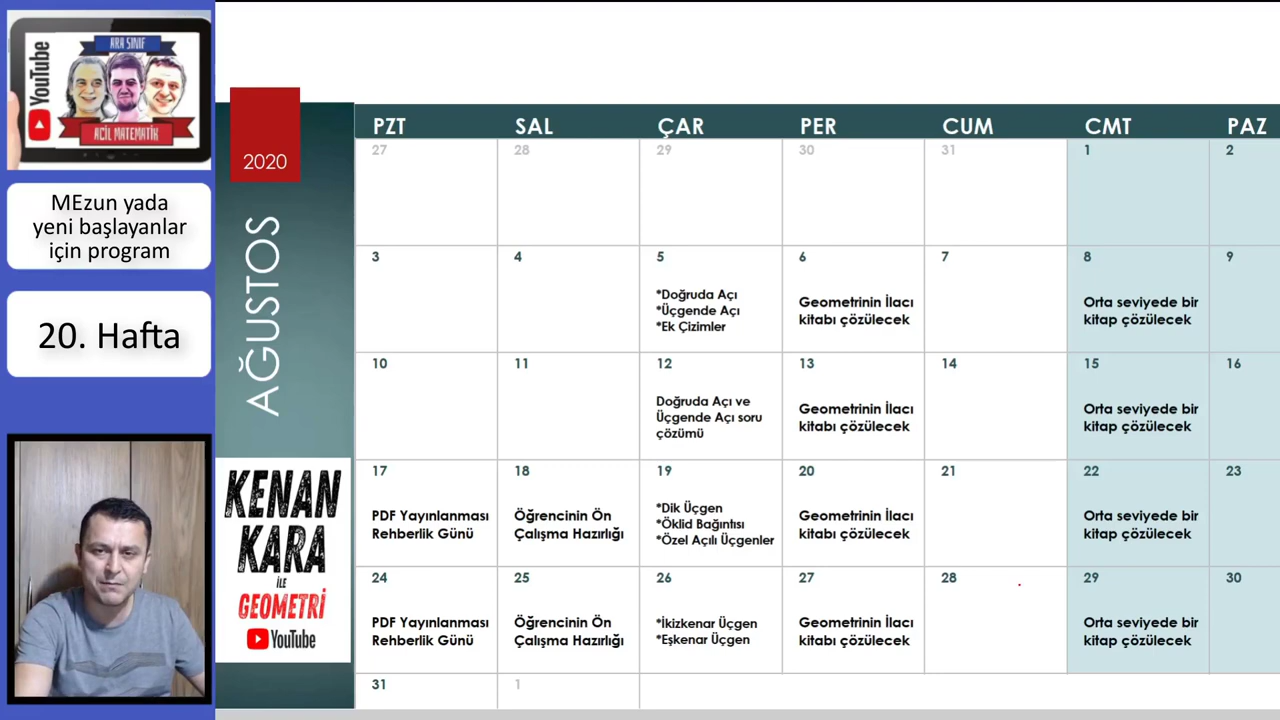 YouTube
ARA SINIF
ACİL MATEMATİK
MEzun yada
yeni başlayanlar
için program
20. Hafta
2020
AĞUSTOS
KENAN
KARA
İLE
GEOMETRİ
YouTube
PZT SAL ÇAR PER CUM CMT PAZ
27 28 29 30 31 1 2
3 4 5 6 7 8 9
*Doğruda Açı
*Üçgende Açı
*Ek Çizimler
Geometrinin İlacı
kitabı çözülecek
Orta seviyede bir
kitap çözülecek
10 11 12 13 14 15 16
Doğruda Açı ve
Üçgende Açı soru
çözümü
Geometrinin İlacı
kitabı çözülecek
Orta seviyede bir
kitap çözülecek
17 18 19 20 21 22 23
PDF Yayınlanması
Rehberlik Günü
Öğrencinin Ön
Çalışma Hazırlığı
*Dik Üçgen
*Öklid Bağıntısı
*Özel Açılı Üçgenler
Geometrinin İlacı
kitabı çözülecek
Orta seviyede bir
kitap çözülecek
24 25 26 27 28 29 30
PDF Yayınlanması
Rehberlik Günü
Öğrencinin Ön
Çalışma Hazırlığı
*İkizkenar Üçgen
*Eşkenar Üçgen
Geometrinin İlacı
kitabı çözülecek
Orta seviyede bir
kitap çözülecek
31 1